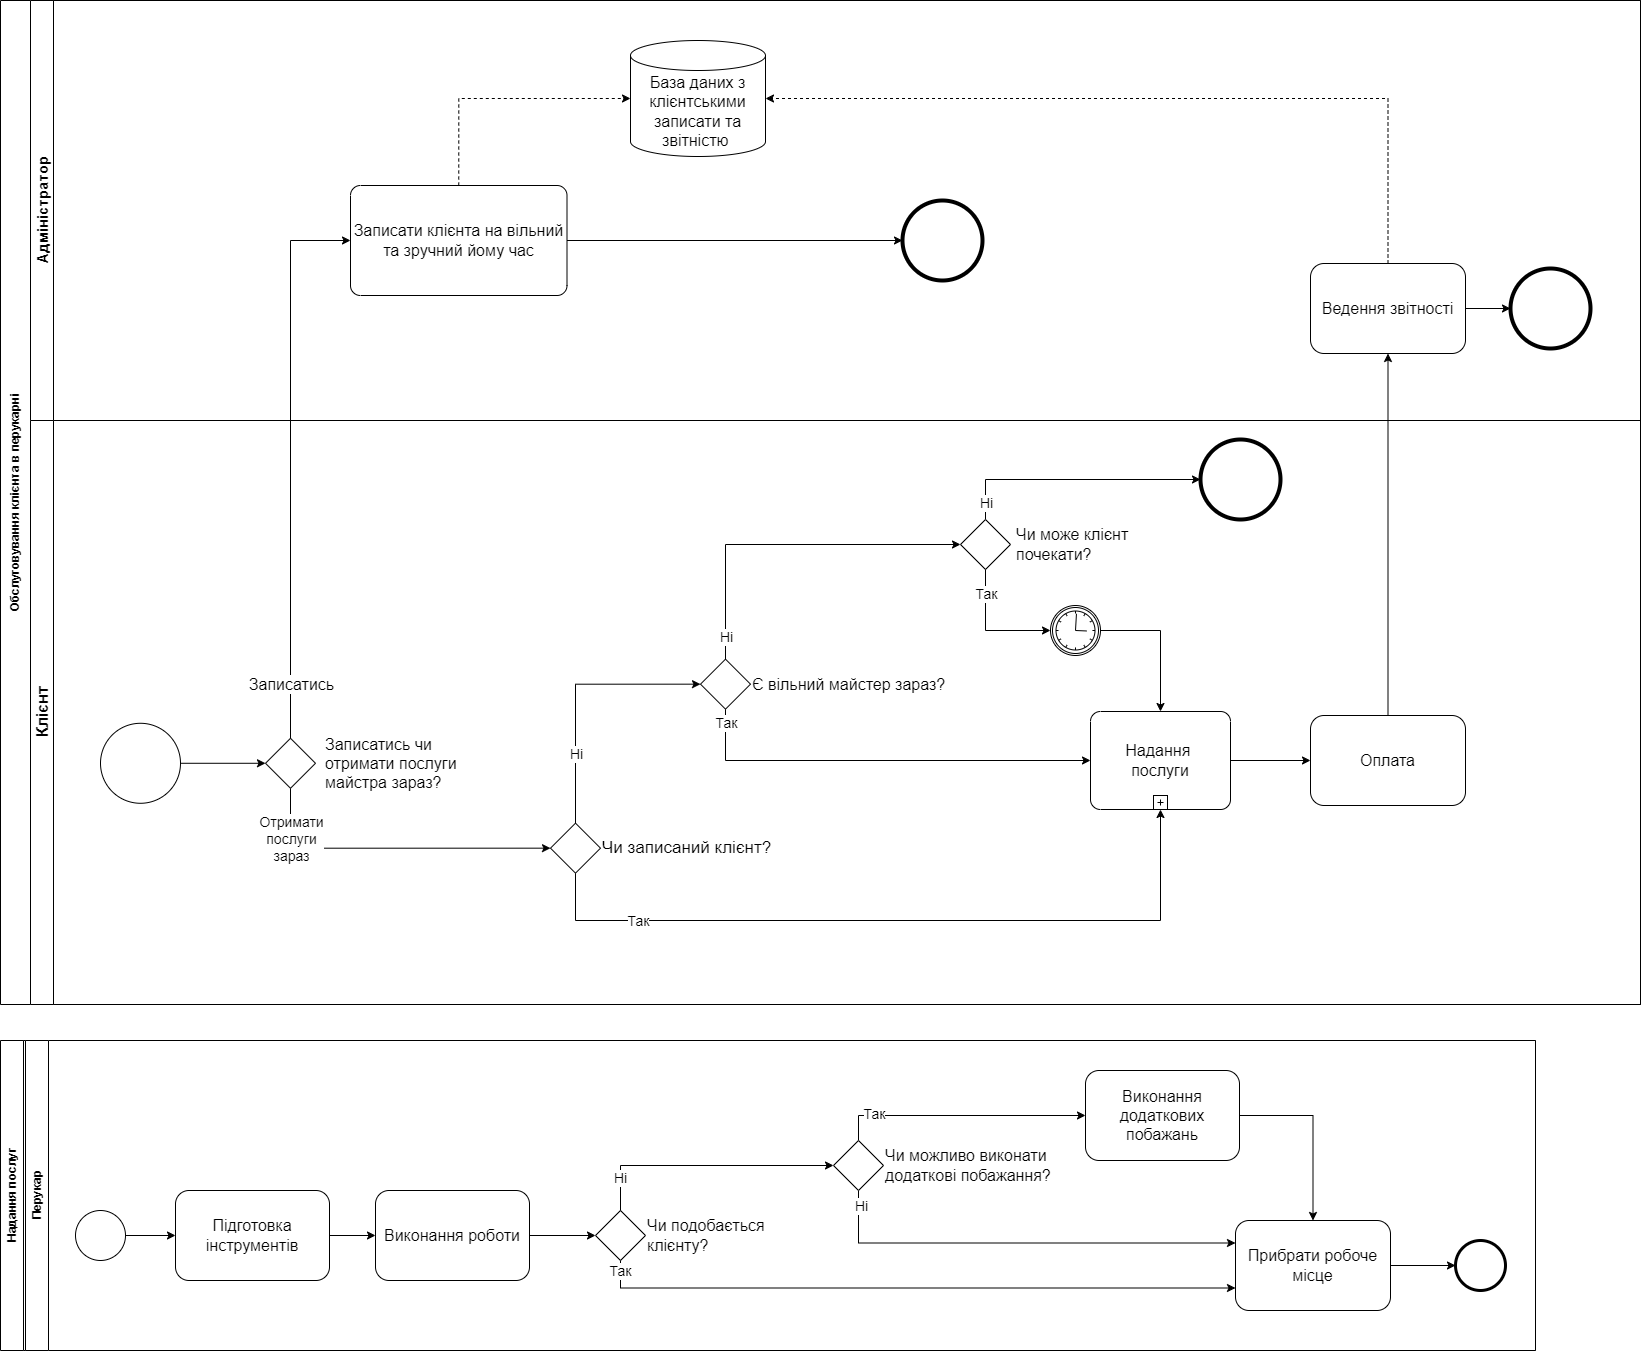 Обслуговування клієнта в перукарні
Адміністратор
База даних з
клієнтськими
записати та
звітністю
Записати клієнта на вільний
та зручний йому час
Ведення звітності
Клієнт
Ні
Чи може клієнт
почекати?
Так
Ні
Є вільний майстер зараз?
Так
Записатись
Записатись чи
отримати послуги
майстра зараз?
Отримати
послуги
зараз
Ні
Чи записаний клієнт?
Так
Надання
послуги
+
Оплата
Надання послуг
Перукар
Підготовка
інструментів
Виконання роботи
Ні
Чи подобається
клієнту?
Так
Так
Чи можливо виконати
додаткові побажання?
Ні
Виконання
додаткових
побажань
Прибрати робоче
місце